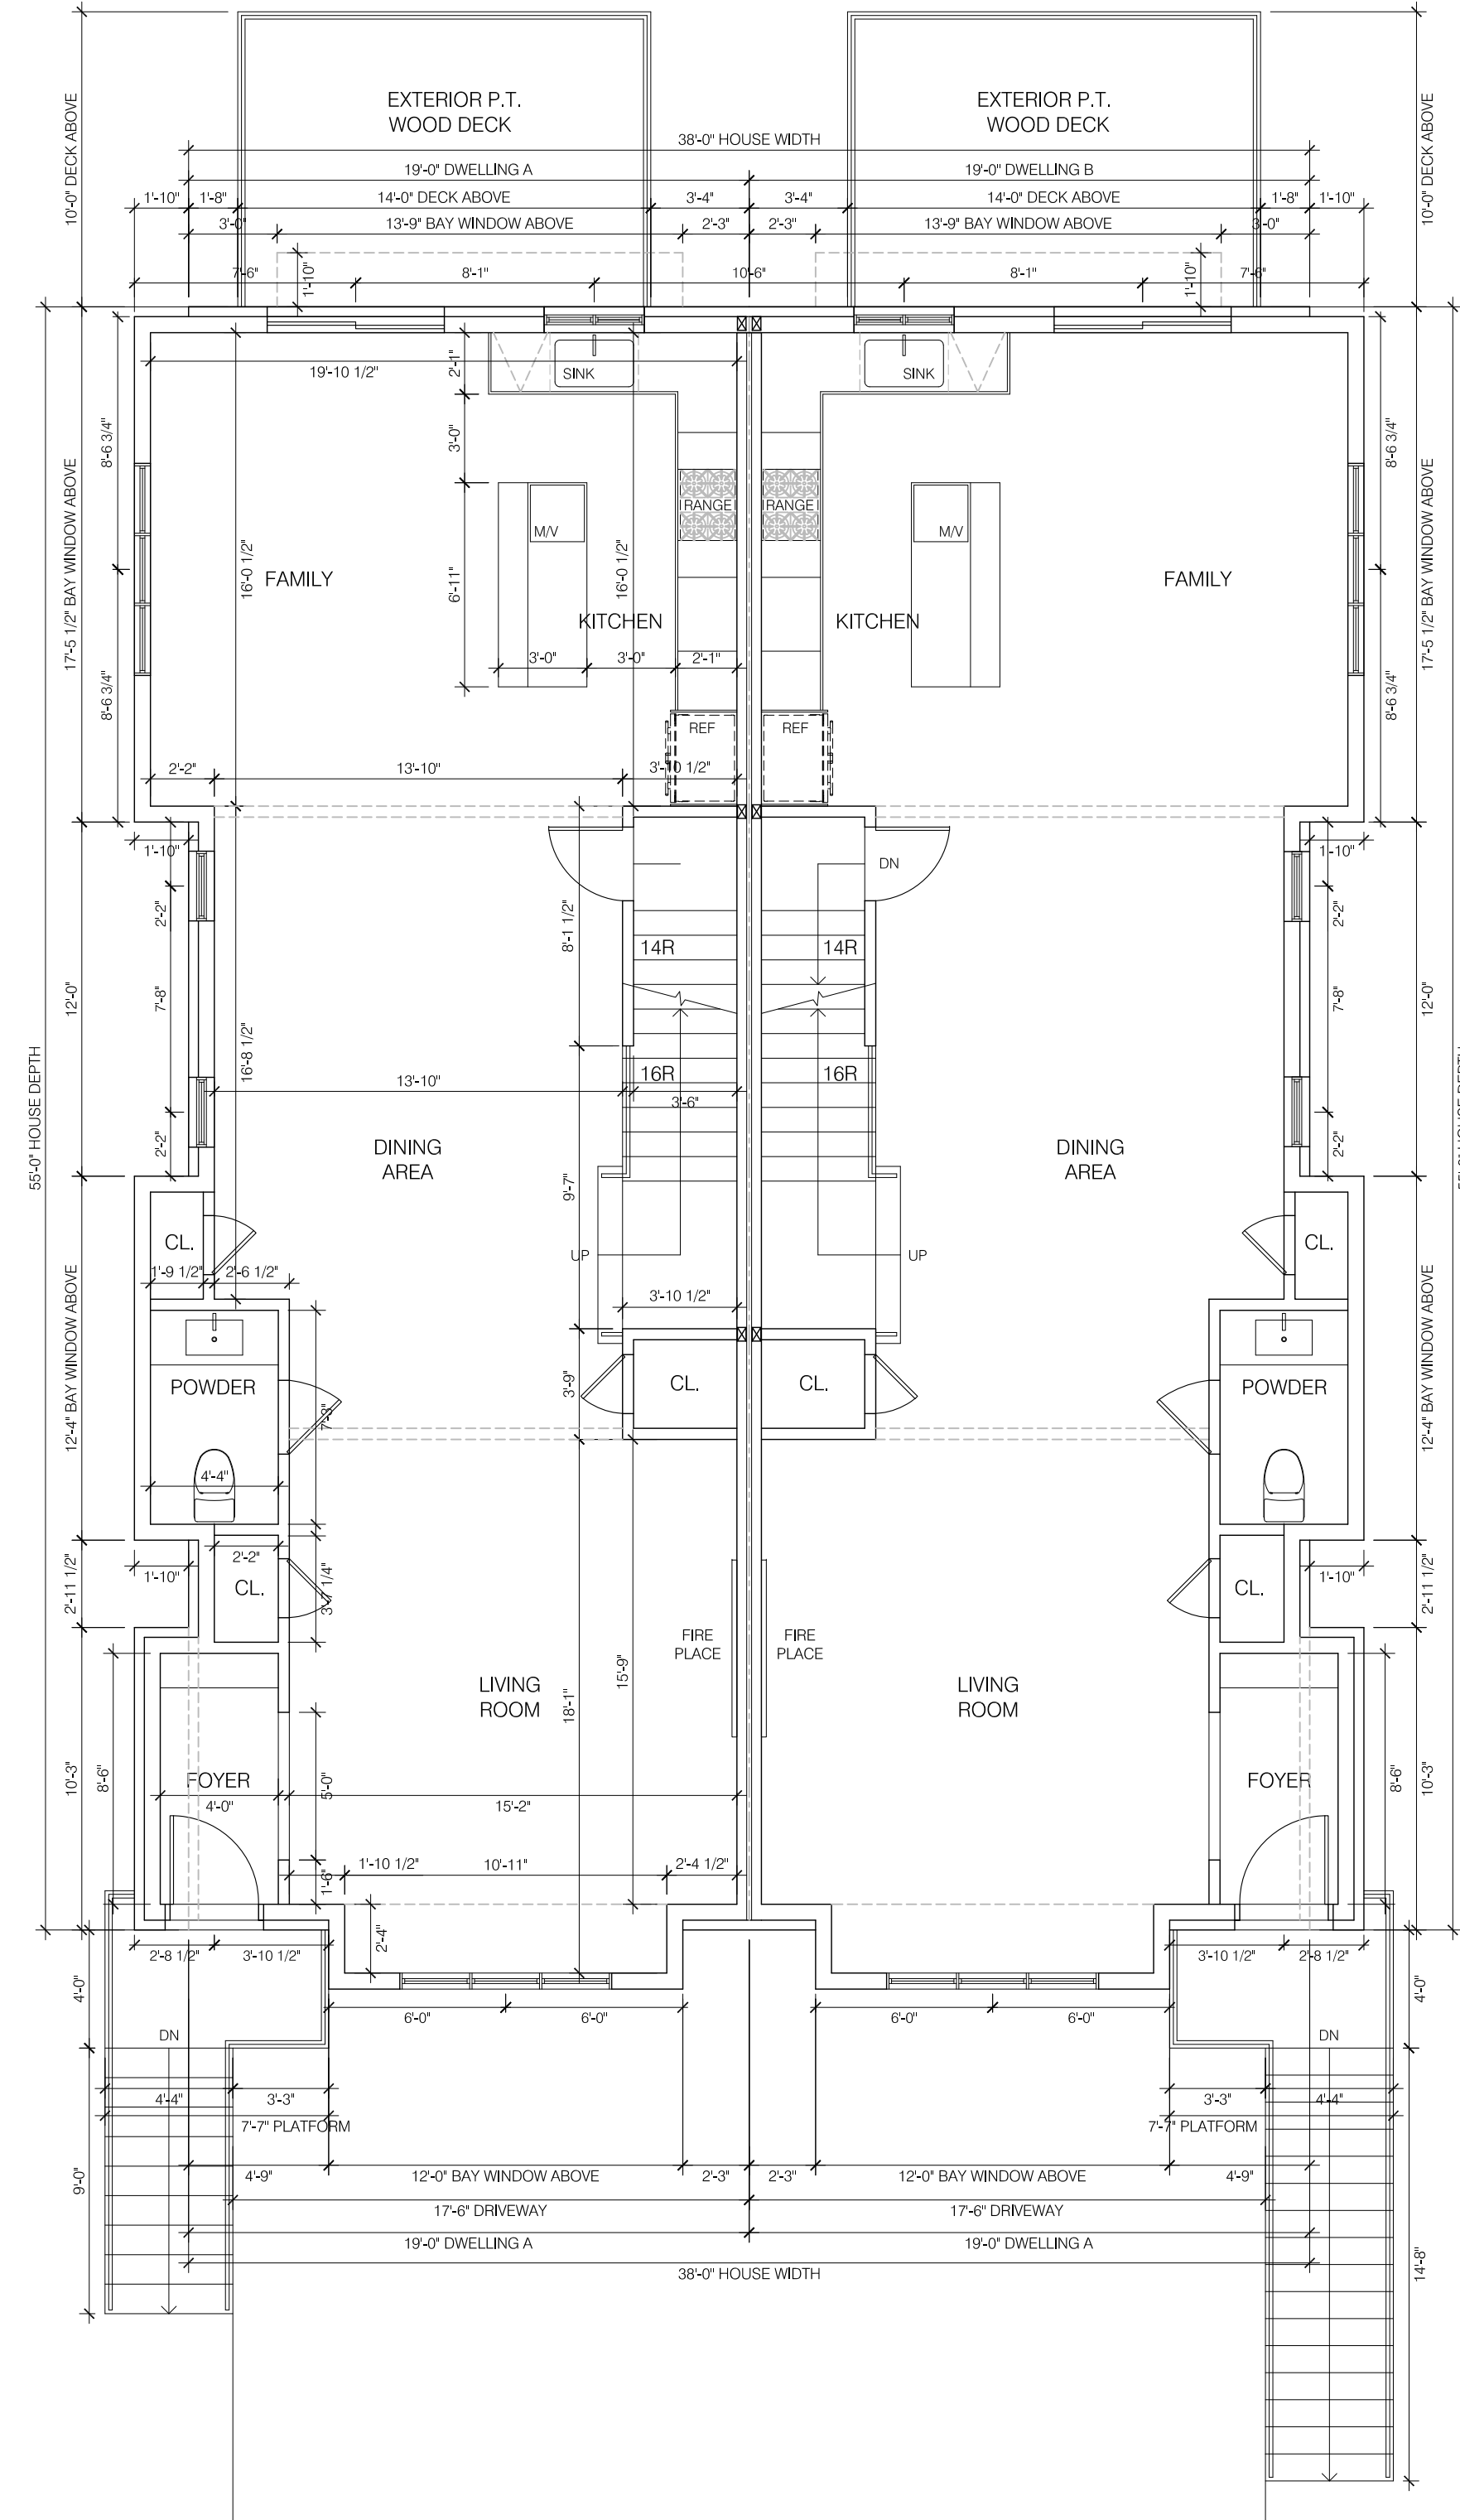 EXTERIOR P.T.
WOOD DECK
EXTERIOR P.T.
WOOD DECK
10'-0" DECK ABOVE
10'-0" DECK ABOVE
38'-0" HOUSE WIDTH
19'-0" DWELLING A
19'-0" DWELLING B
1'-10"
1'-8"
14'-0" DECK ABOVE
3'-4"
3'-4"
14'-0" DECK ABOVE
1'-8"
1'-10"
3'-0"
13'-9" BAY WINDOW ABOVE
2'-3"
2'-3"
13'-9" BAY WINDOW ABOVE
3'-0"
7'-6"
1'-10"
8'-1"
10'-6"
8'-1"
1'-10"
7'-6"
19'-10 1/2"
2'-1"
SINK
SINK
8'-6 3/4"
3'-0"
8'-6 3/4"
17'-5 1/2" BAY WINDOW ABOVE
17'-5 1/2" BAY WINDOW ABOVE
RANGE
RANGE
M/V
M/V
16'-0 1/2"
FAMILY
6'-11"
16'-0 1/2"
FAMILY
KITCHEN
KITCHEN
3'-0"
3'-0"
2'-1"
8'-6 3/4"
8'-6 3/4"
REF
REF
2'-2"
13'-10"
3'-10 1/2"
1'-10"
1'-10"
DN
2'-2"
8'-1 1/2"
2'-2"
14R
14R
12'-0"
7'-8"
7'-8"
12'-0"
16'-8 1/2"
13'-10"
16R
16R
3'-6"
55'-0" HOUSE DEPTH
2'-2"
DINING
AREA
DINING
AREA
2'-2"
9'-7"
CL.
CL.
UP
UP
1'-9 1/2"
2'-6 1/2"
3'-10 1/2"
12'-4" BAY WINDOW ABOVE
12'-4" BAY WINDOW ABOVE
POWDER
3'-9"
CL.
CL.
POWDER
7'-3"
4'-4"
2'-2"
1'-10"
CL.
3'-7 1/4"
CL.
1'-10"
2'-11 1/2"
2'-11 1/2"
FIRE
PLACE
FIRE
PLACE
15'-9"
LIVING
ROOM
18'-1"
LIVING
ROOM
10'-3"
8'-6"
FOYER
4'-0"
5'-0"
15'-2"
FOYER
8'-6"
10'-3"
1'-6"
1'-10 1/2"
10'-11"
2'-4 1/2"
2'-4"
2'-8 1/2"
3'-10 1/2"
3'-10 1/2"
2'-8 1/2"
4'-0"
4'-0"
6'-0"
6'-0"
6'-0"
6'-0"
DN
DN
4'-4"
3'-3"
3'-3"
4'-4"
7'-7" PLATFORM
7'-7" PLATFORM
9'-0"
4'-9"
12'-0" BAY WINDOW ABOVE
2'-3"
2'-3"
12'-0" BAY WINDOW ABOVE
4'-9"
17'-6" DRIVEWAY
17'-6" DRIVEWAY
19'-0" DWELLING A
19'-0" DWELLING A
38'-0" HOUSE WIDTH
14'-8"